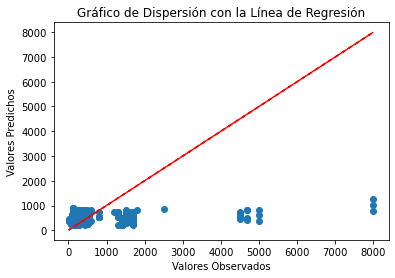 Gráfico de Dispersión con la Línea de Regresión
8000
7000
6000
5000
4000
3000
2000
1000
0
Valores Predichos
0 1000 2000 3000 4000 5000 6000 7000 8000
Valores Observados